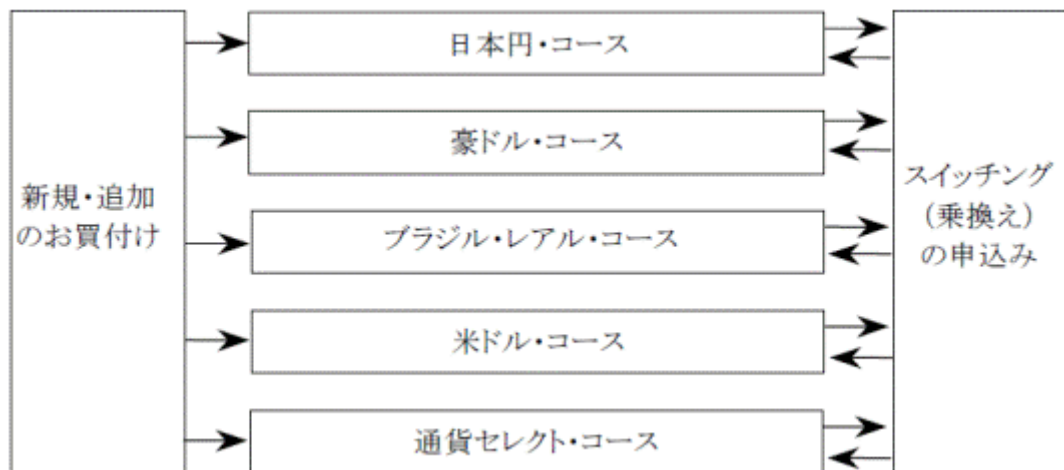 新規・追加
のお買付け
日本円・コース
豪ドル・コース
ブラジル・レアル・コース
米ドル・コース
通貨セレクト・コース
スイッチング
(乗換え)
の申込み